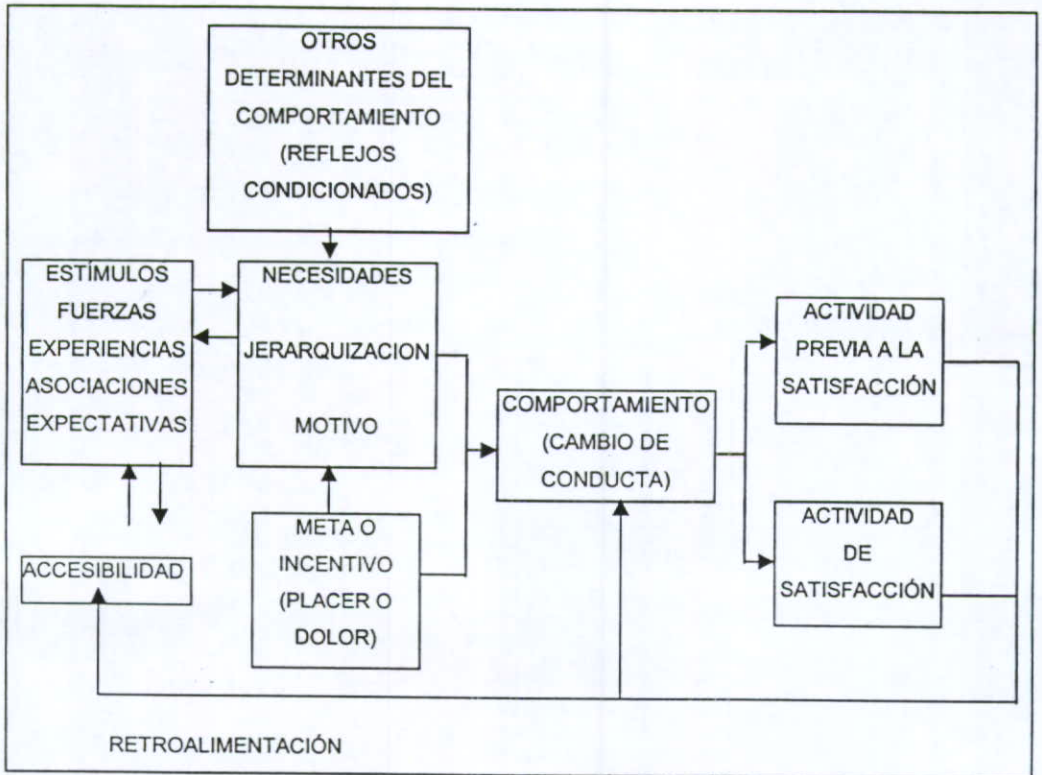 OTROS
DETERMINANTES DEL
COMPORTAMIENTO
(REFLEJOS
CONDICIONADOS)
ESTÍMULOS
FUERZAS
EXPERIENCIAS
ASOCIACIONES
EXPECTATIVAS
NECESIDADES
JERARQUIZACION
MOTIVO
ACCESIBILIDAD
META O
INCENTIVO
(PLACER O
DOLOR)
COMPORTAMIENTO
(CAMBIO DE
CONDUCTA)
ACTIVIDAD
PREVIA A LA
SATISFACCIÓN
ACTIVIDAD
DE
SATISFACCIÓN
RETROALIMENTACIÓN